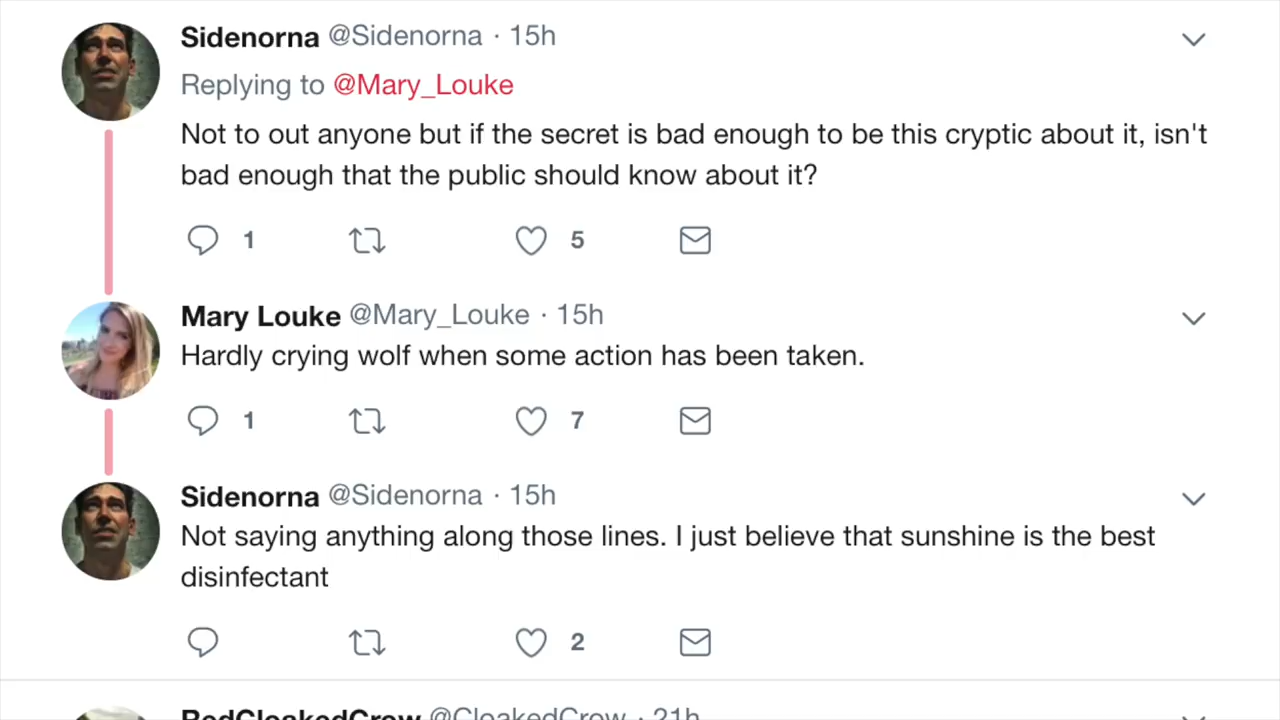 Sidenorna @Sidenorna · 15h
Replying to @Mary_Louke
Not to out anyone but if the secret is bad enough to be this cryptic about it, isn't
bad enough that the public should know about it?
1 5
Mary Louke @Mary_Louke · 15h
Hardly crying wolf when some action has been taken.
1 7
Sidenorna @Sidenorna · 15h
Not saying anything along those lines. I just believe that sunshine is the best
disinfectant
2
RedCloakedCrow @CloakedCrow · 21h